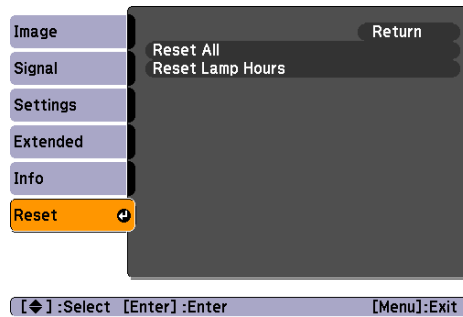 Image
Signal
Settings
Extended
Info
Reset
Return
Reset All
Reset Lamp Hours
[◆] :Select [Enter] :Enter [Menu]:Exit